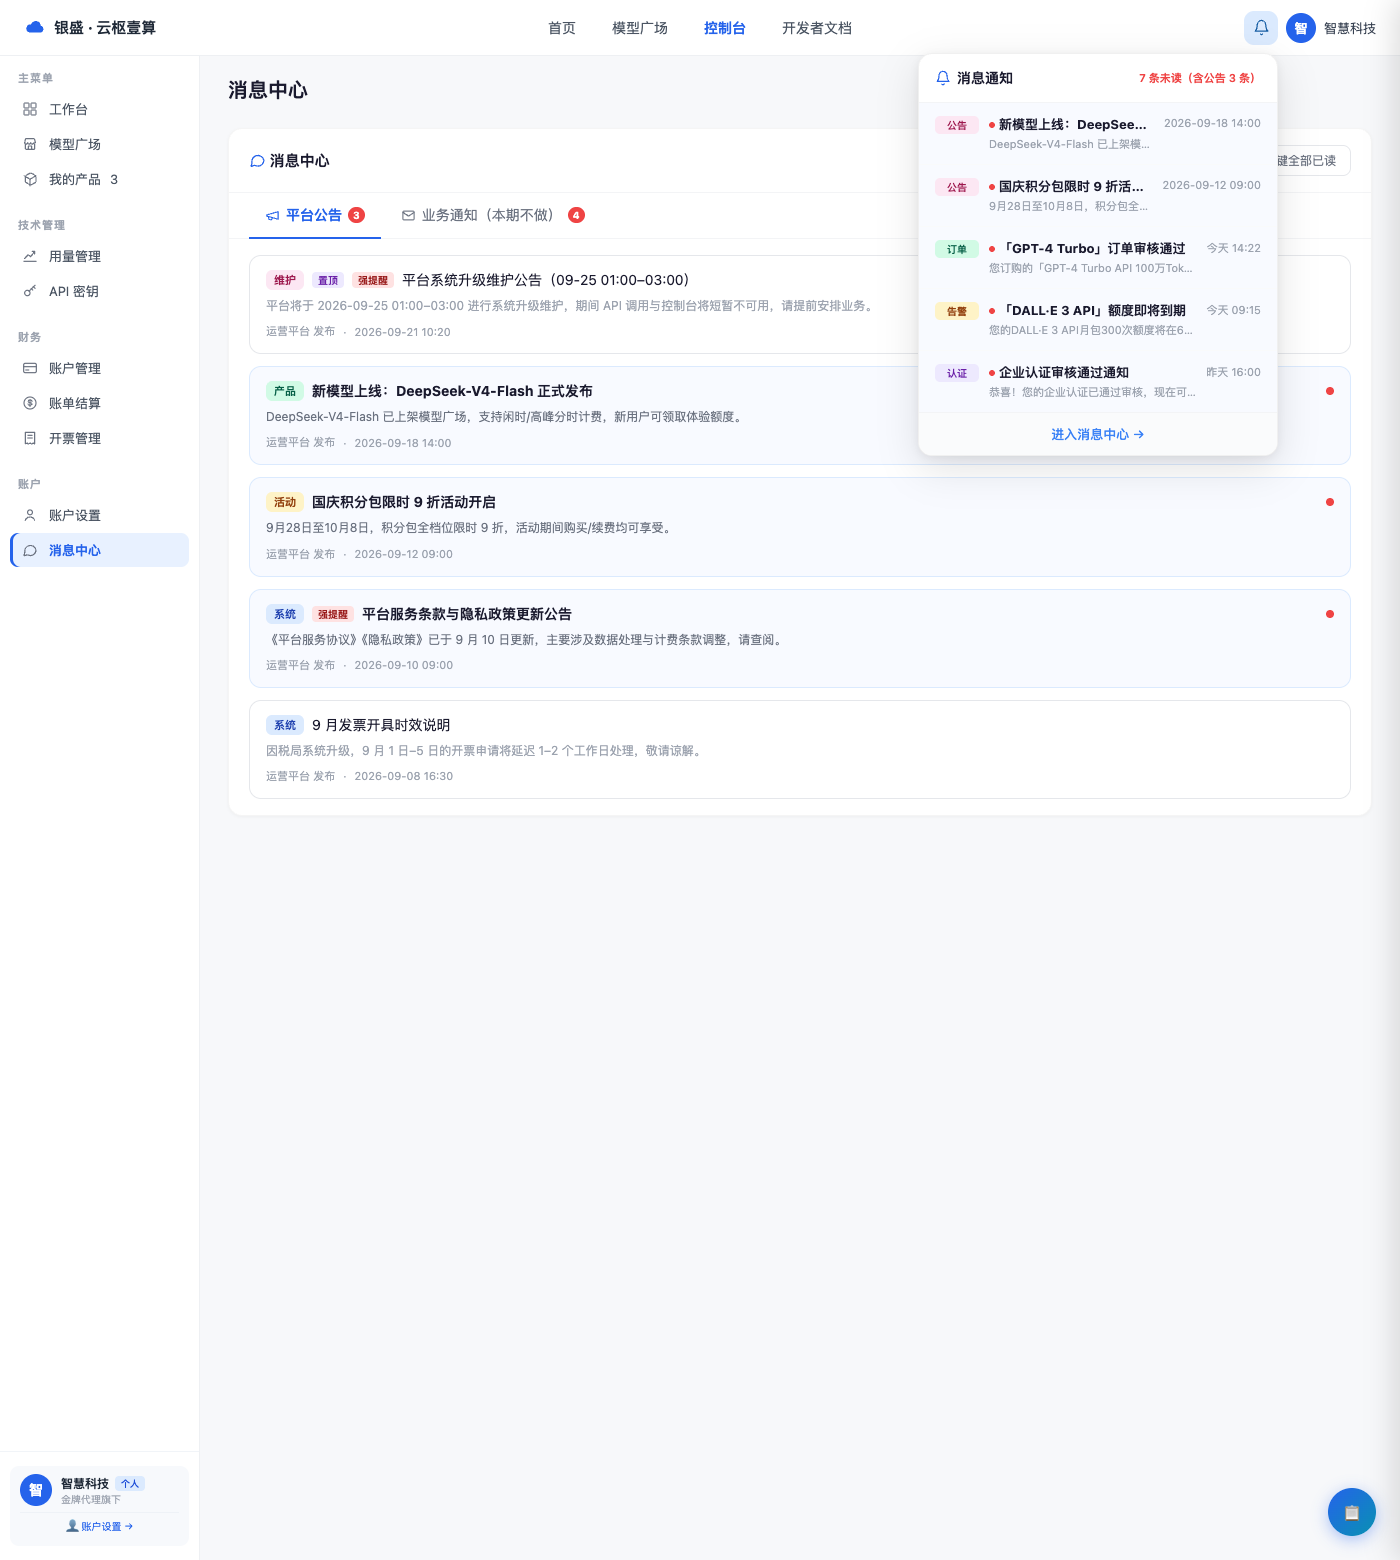 银盛 · 云枢壹算
首页
模型广场
控制台
开发者文档
智
智慧科技
主菜单
工作台
模型广场
我的产品 3
技术管理
用量管理
API 密钥
财务
账户管理
账单结算
开票管理
账户
账户设置
消息中心
消息中心
消息中心
键全部已读
平台公告 3
业务通知（本期不做） 4
维护 置顶 强提醒 平台系统升级维护公告（09-25 01:00–03:00）
平台将于 2026-09-25 01:00–03:00 进行系统升级维护，期间 API 调用与控制台将短暂不可用，请提前安排业务。
运营平台 发布 · 2026-09-21 10:20
产品 新模型上线：DeepSeek-V4-Flash 正式发布
DeepSeek-V4-Flash 已上架模型广场，支持闲时/高峰分时计费，新用户可领取体验额度。
运营平台 发布 · 2026-09-18 14:00
活动 国庆积分包限时 9 折活动开启
9月28日至10月8日，积分包全档位限时 9 折，活动期间购买/续费均可享受。
运营平台 发布 · 2026-09-12 09:00
系统 强提醒 平台服务条款与隐私政策更新公告
《平台服务协议》《隐私政策》已于 9 月 10 日更新，主要涉及数据处理与计费条款调整，请查阅。
运营平台 发布 · 2026-09-10 09:00
系统 9 月发票开具时效说明
因税局系统升级，9 月 1 日–5 日的开票申请将延迟 1–2 个工作日处理，敬请谅解。
运营平台 发布 · 2026-09-08 16:30
消息通知 7 条未读（含公告 3 条）
公告 新模型上线：DeepSee... 2026-09-18 14:00
DeepSeek-V4-Flash 已上架模...
公告 国庆积分包限时 9 折活... 2026-09-12 09:00
9月28日至10月8日，积分包全...
订单 「GPT-4 Turbo」订单审核通过 今天 14:22
您订购的「GPT-4 Turbo API 100万Tok...
告警 「DALL·E 3 API」额度即将到期 今天 09:15
您的DALL·E 3 API月包300次额度将在6...
认证 企业认证审核通过通知 昨天 16:00
恭喜！您的企业认证已通过审核，现在可...
进入消息中心 →
智 智慧科技 个人
金牌代理旗下
账户设置 →